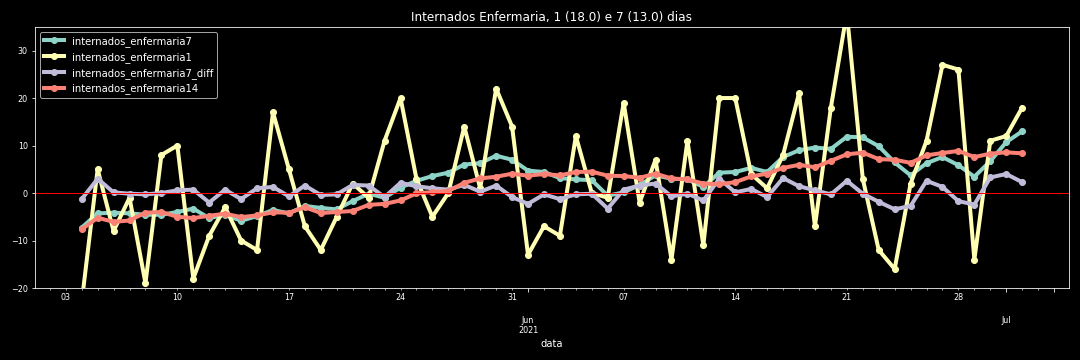 Internados Enfermaria, 1 (18.0) e 7 (13.0) dias
internados_enfermaria7
internados_enfermaria1
internados_enfermaria7_diff
internados_enfermaria14
30
20
10
0
−10
−20
03 10 17 24 31 07 14 21 28
Jun Jul
2021
data